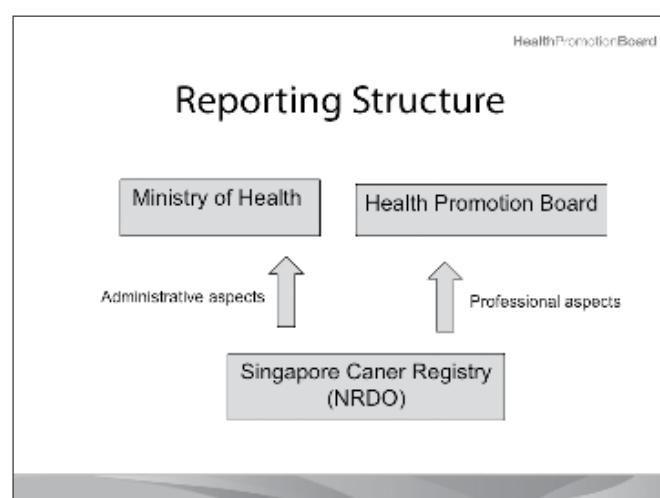 HealthPromotionBoard
Reporting Structure
Ministry of Health
Health Promotion Board
Administrative aspects
Professional aspects
Singapore Caner Registry
(NRDO)